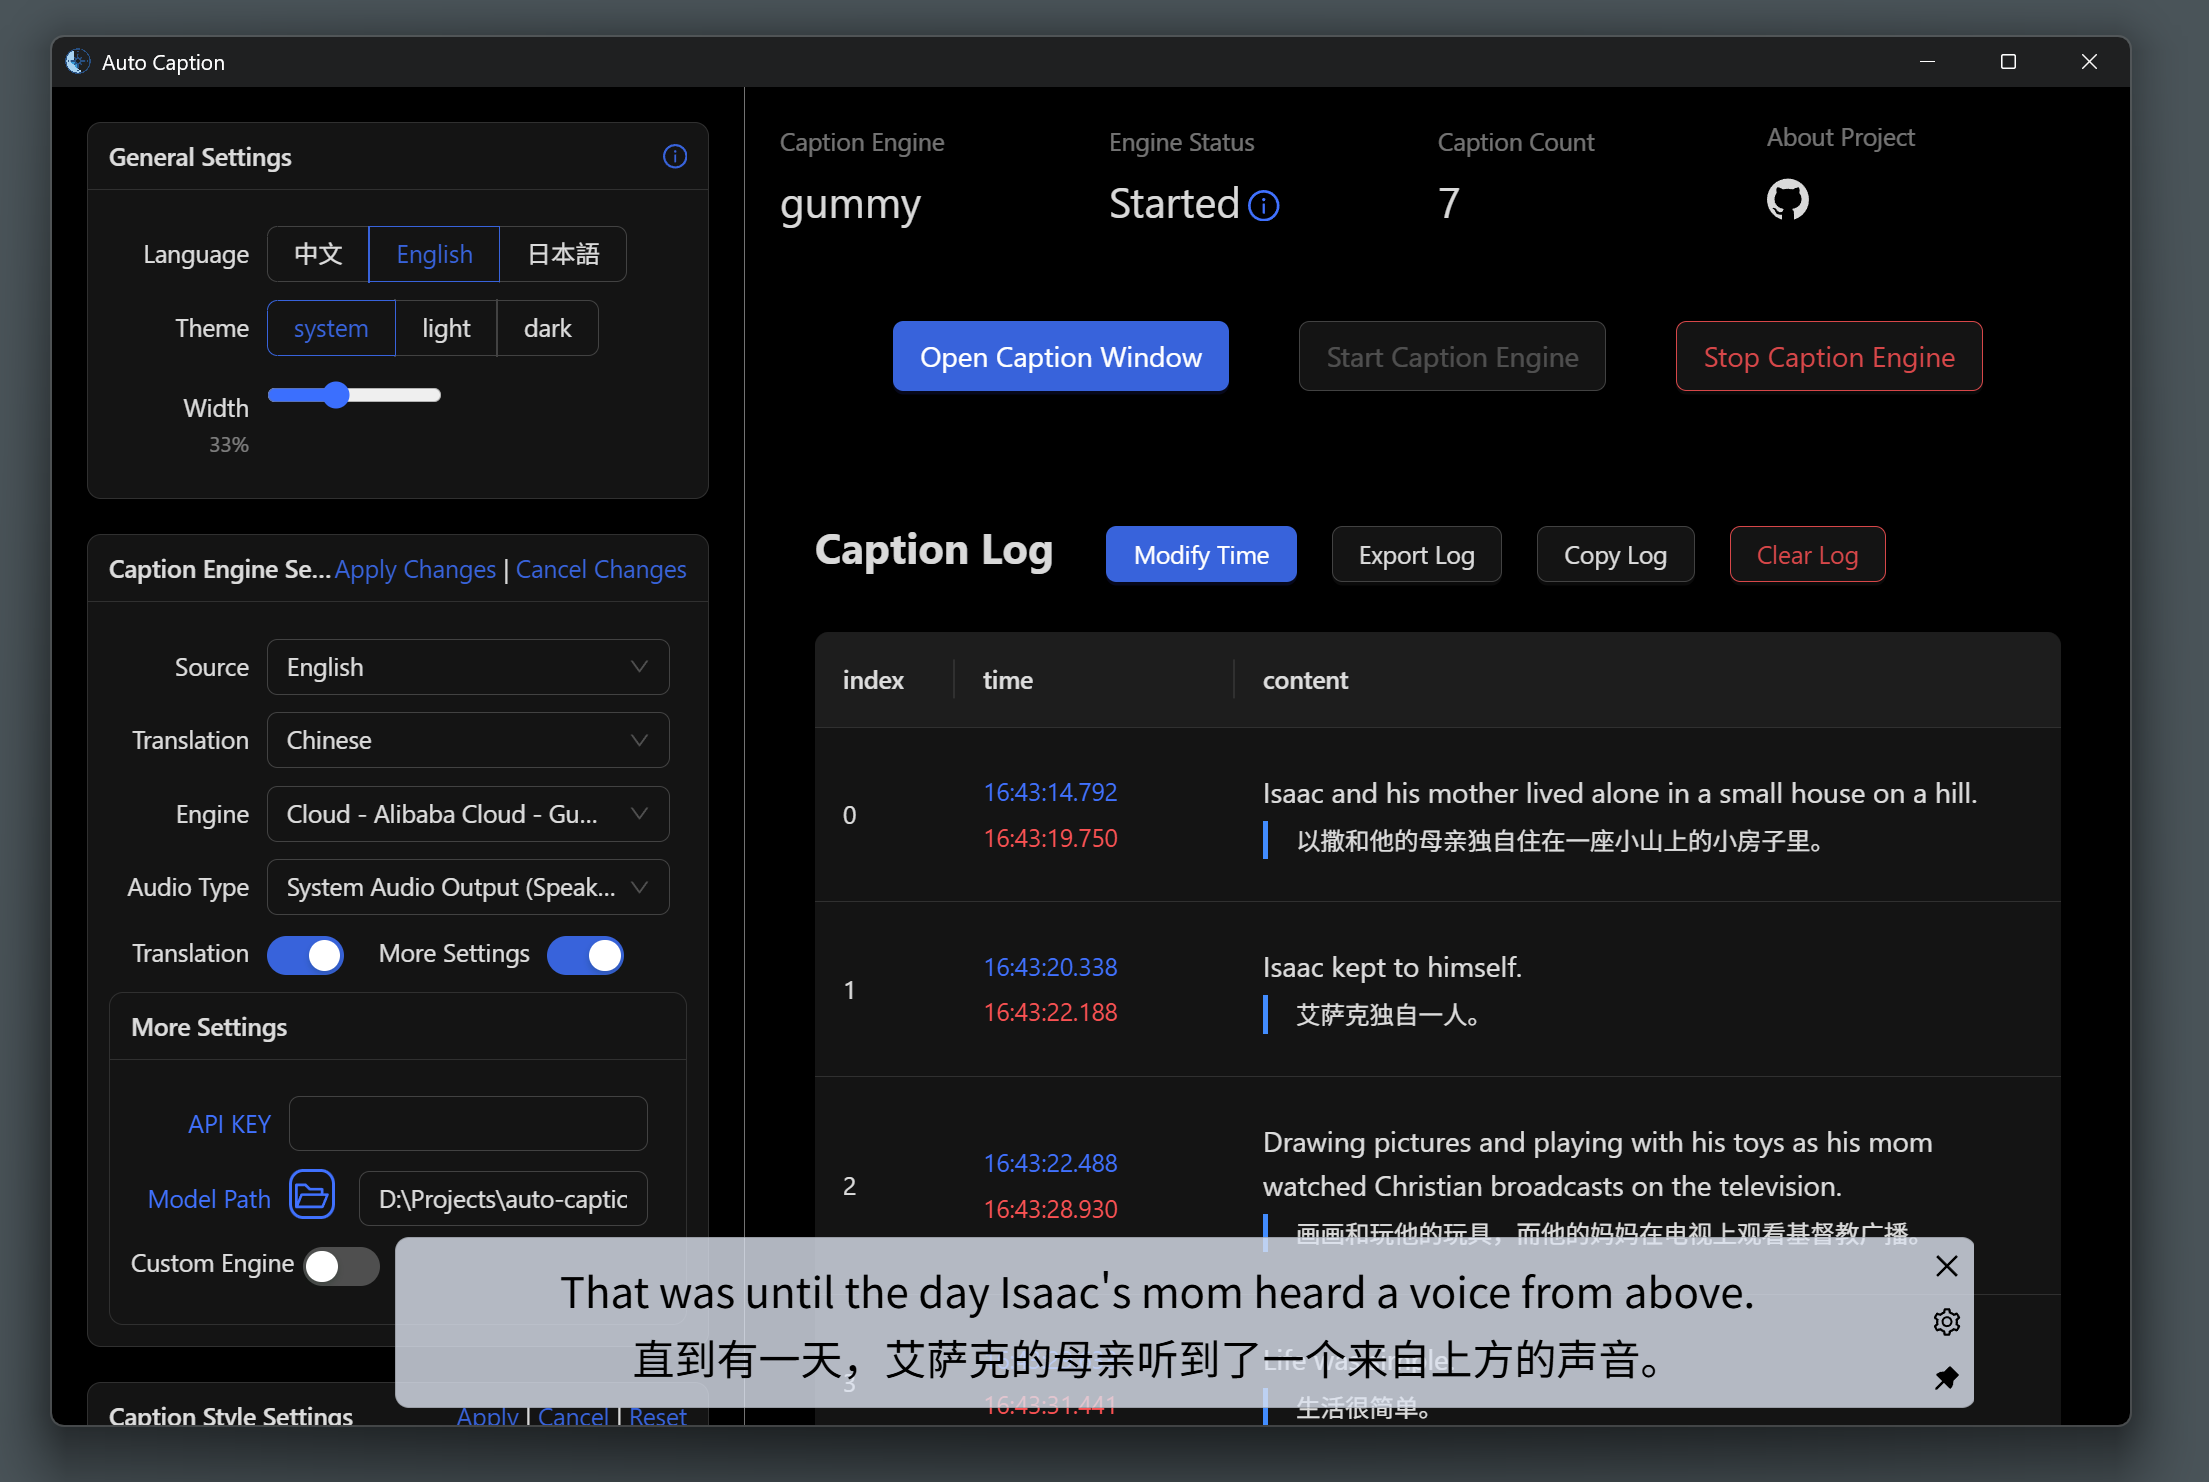 Auto Caption
General Settings
Language 中文 English 日本語
Theme system light dark
Width
33%
Caption Engine Se... Apply Changes | Cancel Changes
Source English
Translation Chinese
Engine Cloud - Alibaba Cloud - Gu...
Audio Type System Audio Output (Speak...
Translation More Settings
More Settings
API KEY
Model Path D:\Projects\auto-captio
Custom Engine
Caption Style Settings Apply | Cancel | Reset
Caption Engine
gummy
Engine Status
Started
Caption Count
7
About Project
Open Caption Window Start Caption Engine Stop Caption Engine
Caption Log Modify Time Export Log Copy Log Clear Log
index time content
0
16:43:14.792
16:43:19.750
Isaac and his mother lived alone in a small house on a hill.
以撒和他的母亲独自住在一座小山上的小房子里。
1
16:43:20.338
16:43:22.188
Isaac kept to himself.
艾萨克独自一人。
2
16:43:22.488
16:43:28.930
Drawing pictures and playing with his toys as his mom
watched Christian broadcasts on the television.
画画和玩他的玩具，而他的妈妈在电视上观看基督教广播。
3
16:43:31.441
Life was simple.
生活很简单。
That was until the day Isaac's mom heard a voice from above.
直到有一天，艾萨克的母亲听到了一个来自上方的声音。